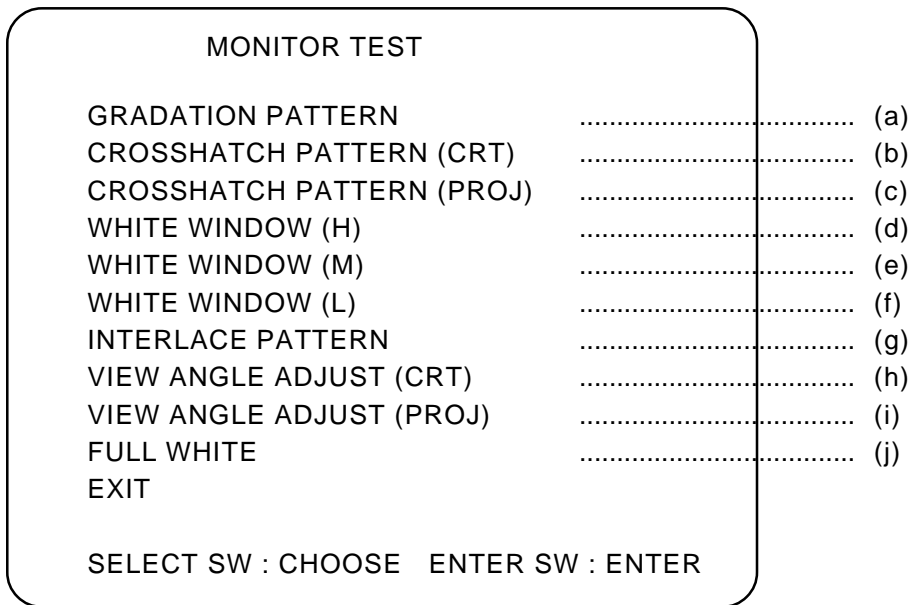 MONITOR TEST
GRADATION PATTERN ................................... (a)
CROSSHATCH PATTERN (CRT) ................................... (b)
CROSSHATCH PATTERN (PROJ) ................................... (c)
WHITE WINDOW (H) ................................... (d)
WHITE WINDOW (M) ................................... (e)
WHITE WINDOW (L) ................................... (f)
INTERLACE PATTERN ................................... (g)
VIEW ANGLE ADJUST (CRT) ................................... (h)
VIEW ANGLE ADJUST (PROJ) ................................... (i)
FULL WHITE ................................... (j)
EXIT
SELECT SW : CHOOSE ENTER SW : ENTER